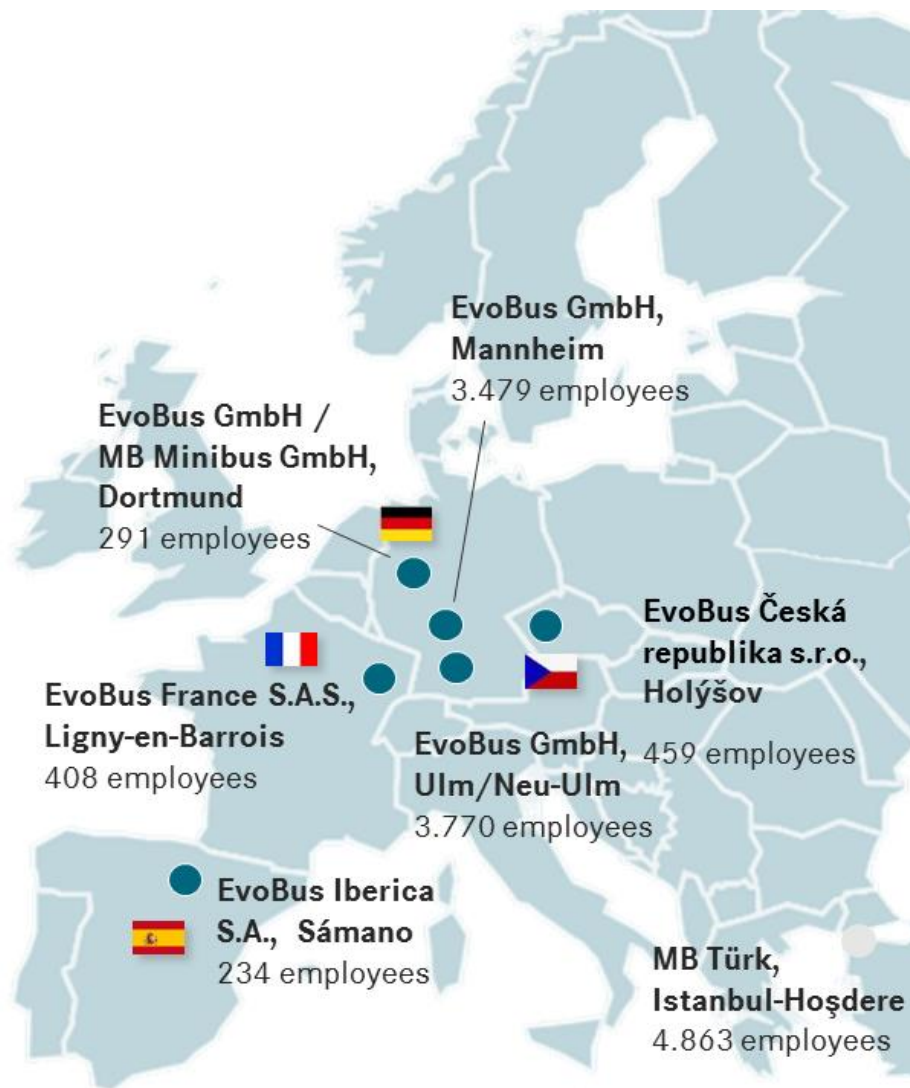 EvoBus GmbH,
Mannheim
3.479 employees
EvoBus GmbH /
MB Minibus GmbH,
Dortmund
291 employees
EvoBus Česká
republika s.r.o.,
Holýšov
459 employees
EvoBus France S.A.S.,
Ligny-en-Barrois
408 employees
EvoBus GmbH,
Ulm/Neu-Ulm
3.770 employees
EvoBus Iberica
S.A., Sámano
234 employees
MB Türk,
Istanbul-Hoşdere
4.863 employees